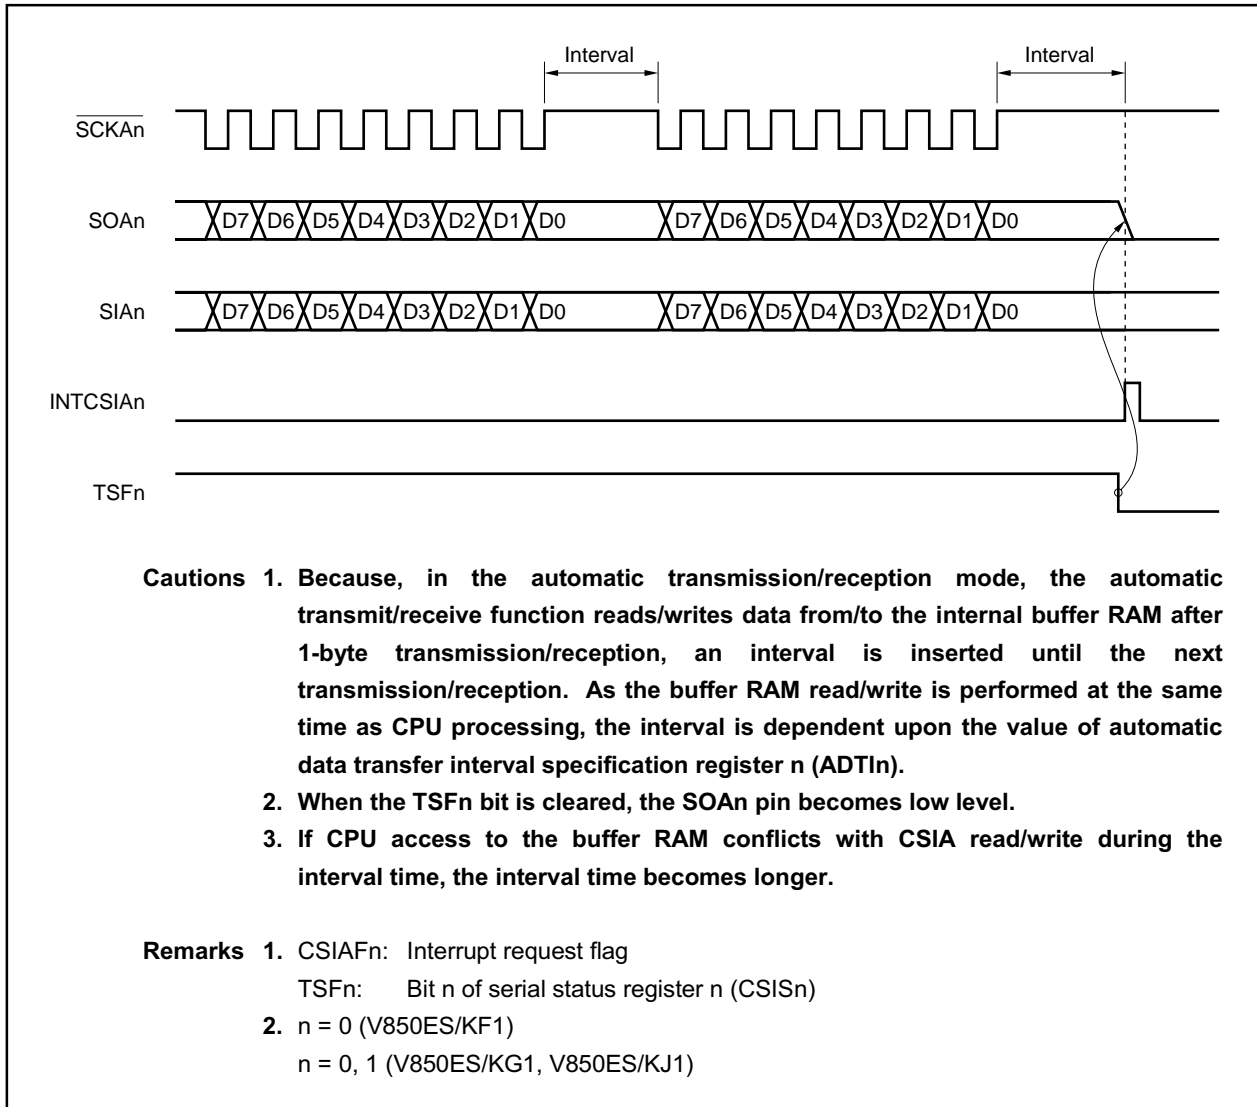 Interval Interval
SCKAn
SOAn D7 D6 D5 D4 D3 D2 D1 D0 D7 D6 D5 D4 D3 D2 D1 D0
SIAn D7 D6 D5 D4 D3 D2 D1 D0 D7 D6 D5 D4 D3 D2 D1 D0
INTCSIAn
TSFn
Cautions 1. Because, in the automatic transmission/reception mode, the automatic
transmit/receive function reads/writes data from/to the internal buffer RAM after
1-byte transmission/reception, an interval is inserted until the next
transmission/reception. As the buffer RAM read/write is performed at the same
time as CPU processing, the interval is dependent upon the value of automatic
data transfer interval specification register n (ADTIn).
2. When the TSFn bit is cleared, the SOAn pin becomes low level.
3. If CPU access to the buffer RAM conflicts with CSIA read/write during the
interval time, the interval time becomes longer.
Remarks 1. CSIAFn: Interrupt request flag
TSFn: Bit n of serial status register n (CSISn)
2. n = 0 (V850ES/KF1)
n = 0, 1 (V850ES/KG1, V850ES/KJ1)